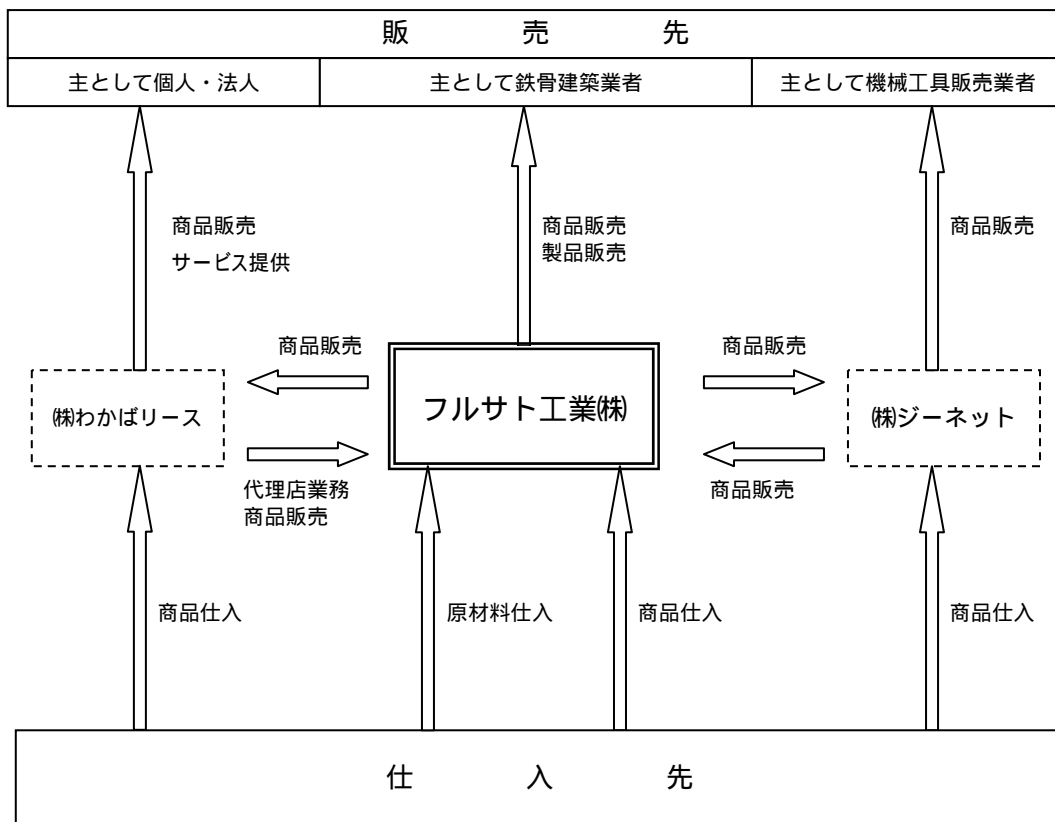 販売先
主として個人・法人
主として鉄骨建築業者
主として機械工具販売業者
商品販売
サービス提供
商品販売
製品販売
商品販売
商品販売
商品販売
㈱わかばリース
フルサト工業㈱
㈱ジーネット
代理店業務
商品販売
商品販売
商品仕入
原材料仕入
商品仕入
商品仕入
仕入先